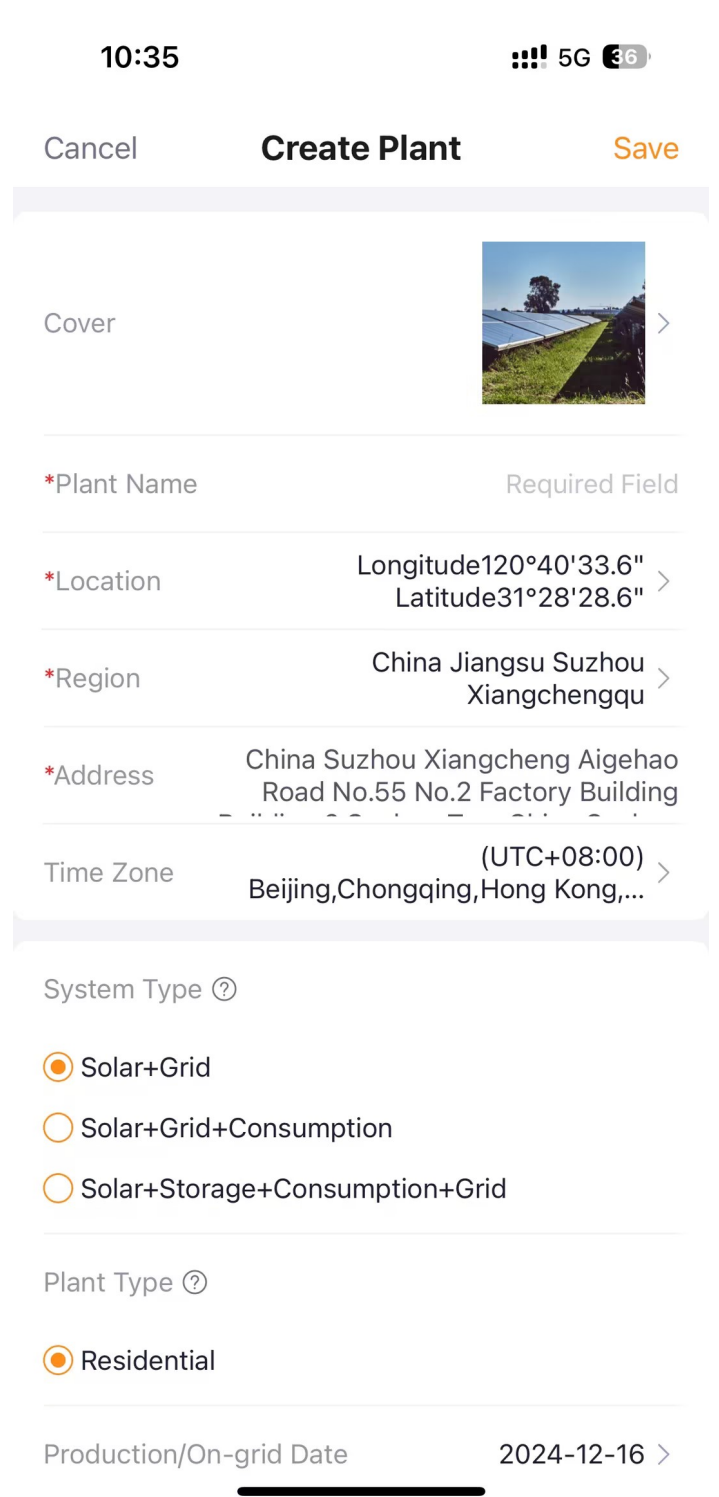 10:35
5G 36
Cancel
Create Plant
Save
Cover
*Plant Name
Required Field
*Location
Longitude120°40'33.6"
Latitude31°28'28.6"
*Region
China Jiangsu Suzhou
Xiangchengqu
*Address
China Suzhou Xiangcheng Aigehao
Road No.55 No.2 Factory Building
Time Zone
(UTC+08:00)
Beijing,Chongqing,Hong Kong,...
System Type ?
Solar+Grid
Solar+Grid+Consumption
Solar+Storage+Consumption+Grid
Plant Type ?
Residential
Production/On-grid Date
2024-12-16